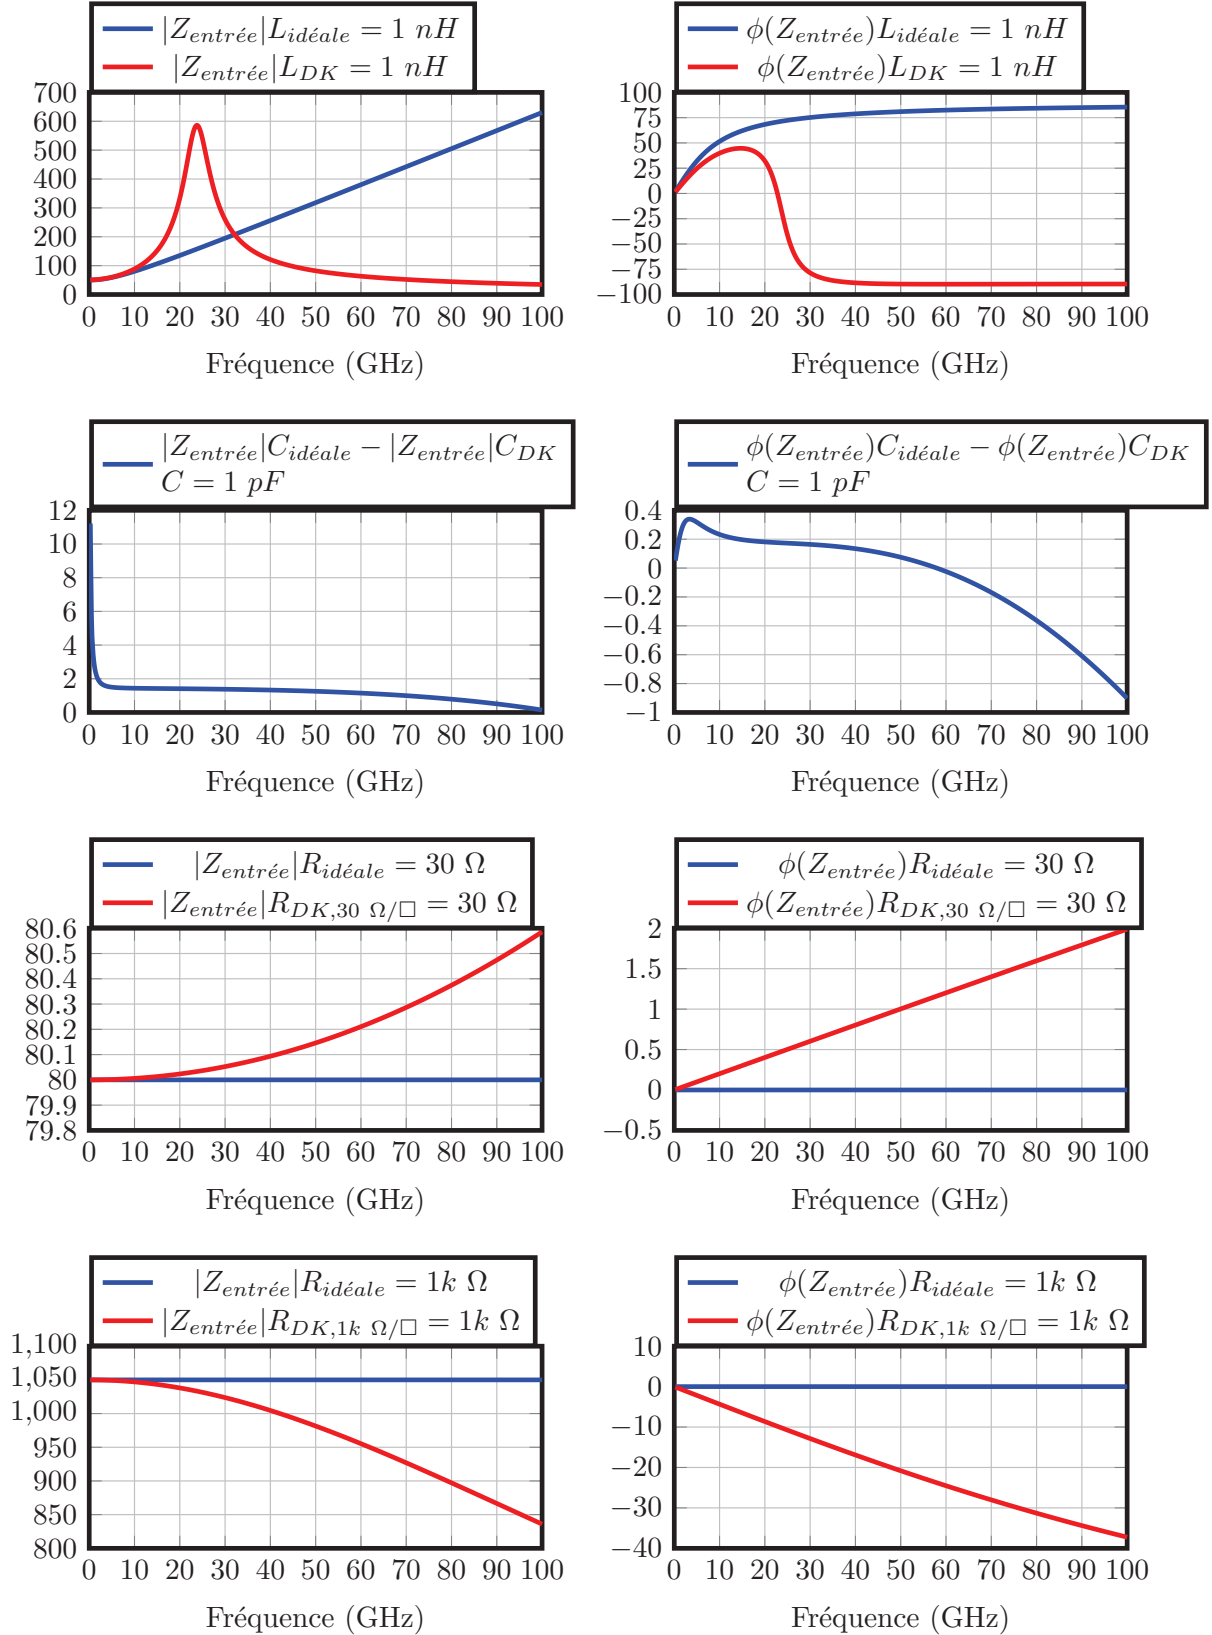 |Z_entrée|L_idéale = 1 nH
|Z_entrée|L_DK = 1 nH
700
600
500
400
300
200
100
0
0 10 20 30 40 50 60 70 80 90 100
Fréquence (GHz)
ϕ(Z_entrée)L_idéale = 1 nH
ϕ(Z_entrée)L_DK = 1 nH
100
75
50
25
0
−25
−50
−75
−100
0 10 20 30 40 50 60 70 80 90 100
Fréquence (GHz)
|Z_entrée|C_idéale − |Z_entrée|C_DK
C = 1 pF
12
10
8
6
4
2
0
0 10 20 30 40 50 60 70 80 90 100
Fréquence (GHz)
ϕ(Z_entrée)C_idéale − ϕ(Z_entrée)C_DK
C = 1 pF
0.4
0.2
0
−0.2
−0.4
−0.6
−0.8
−1
0 10 20 30 40 50 60 70 80 90 100
Fréquence (GHz)
|Z_entrée|R_idéale = 30 Ω
|Z_entrée|R_DK,30 Ω/□ = 30 Ω
80.6
80.5
80.4
80.3
80.2
80.1
80
79.9
79.8
0 10 20 30 40 50 60 70 80 90 100
Fréquence (GHz)
ϕ(Z_entrée)R_idéale = 30 Ω
ϕ(Z_entrée)R_DK,30 Ω/□ = 30 Ω
2
1.5
1
0.5
0
−0.5
0 10 20 30 40 50 60 70 80 90 100
Fréquence (GHz)
|Z_entrée|R_idéale = 1k Ω
|Z_entrée|R_DK,1k Ω/□ = 1k Ω
1,100
1,050
1,000
950
900
850
800
0 10 20 30 40 50 60 70 80 90 100
Fréquence (GHz)
ϕ(Z_entrée)R_idéale = 1k Ω
ϕ(Z_entrée)R_DK,1k Ω/□ = 1k Ω
10
0
−10
−20
−30
−40
0 10 20 30 40 50 60 70 80 90 100
Fréquence (GHz)